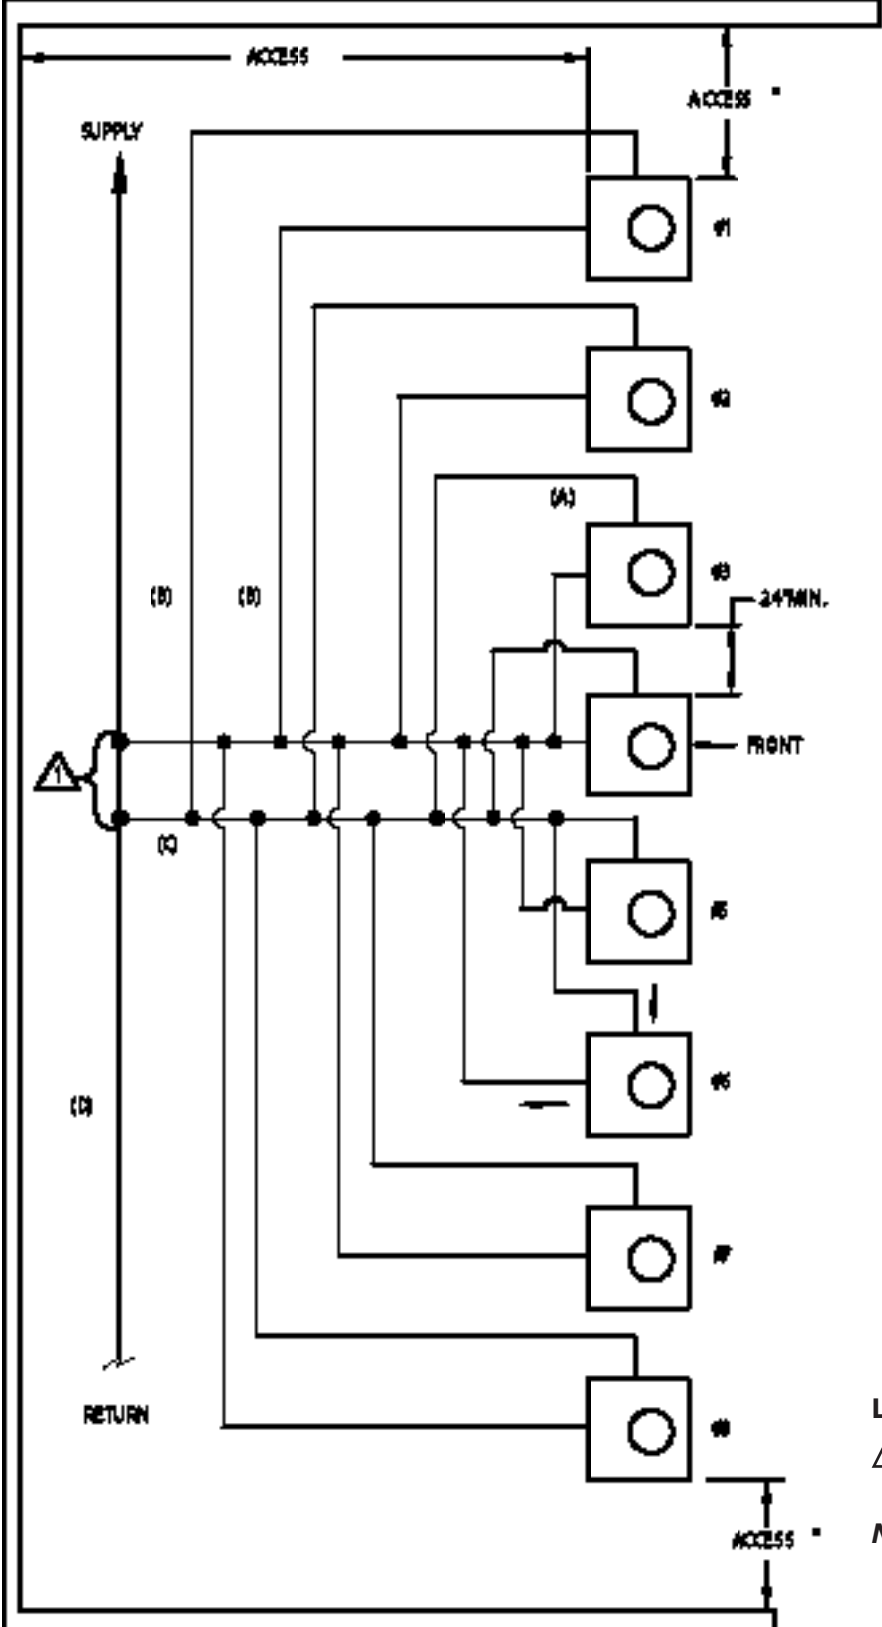 ACCESS
ACCESS *
SUPPLY
#1
#2
(A)
#3
(B) (B)
24" MIN.
FRONT
1
(C)
#5
#6
(C)
#7
RETURN
#8
L
N
ACCESS *